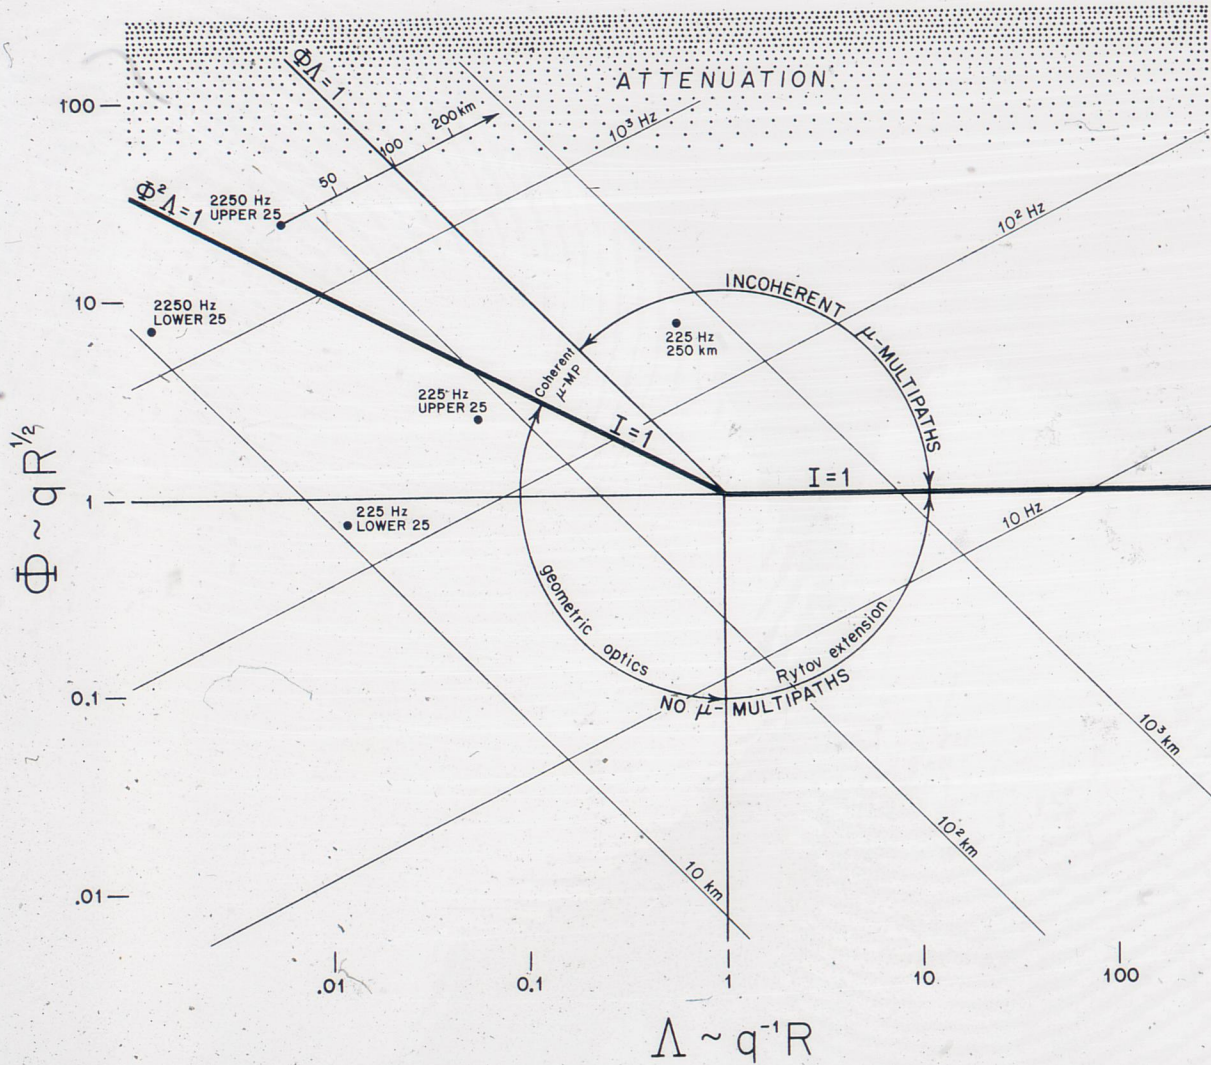 ΦΛ=1
ATTENUATION
100
50
100
200 km
10³ Hz
Φ²Λ=1
2250 Hz
UPPER 25
10² Hz
INCOHERENT μ-MULTIPATHS
10
2250 Hz
LOWER 25
225 Hz
250 km
Coherent
μ-MP
225 Hz
UPPER 25
I=1
I=1
Φ ~ qR^1/2
1
225 Hz
LOWER 25
10 Hz
geometric optics
Rytov extension
NO μ-MULTIPATHS
0.1
10³ km
10² km
10 km
.01
.01
0.1
1
10
100
Λ ~ q⁻¹R